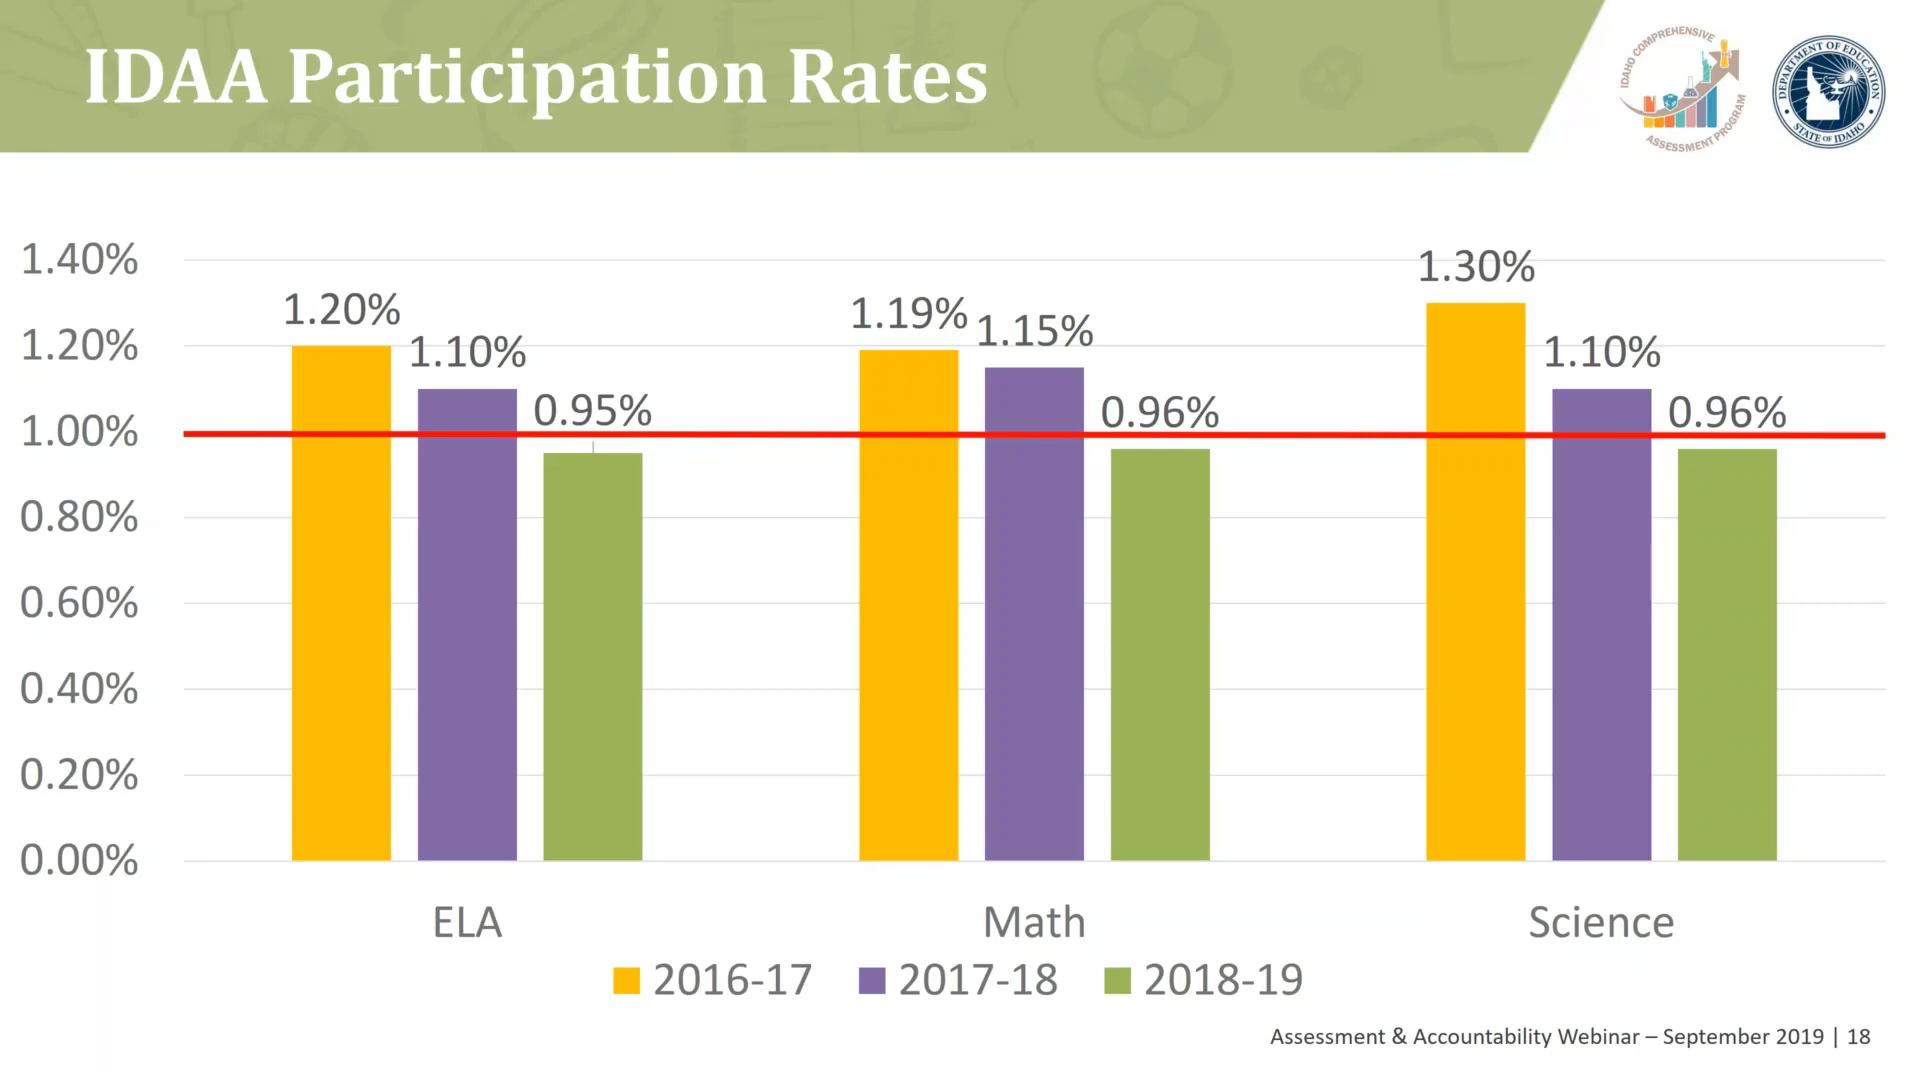 IDAA Participation Rates
IDAHO COMPREHENSIVE
ASSESSMENT PROGRAM
DEPARTMENT OF EDUCATION
STATE OF IDAHO
1.40%
1.20%
1.00%
0.80%
0.60%
0.40%
0.20%
0.00%
1.20%
1.10%
0.95%
1.19%
1.15%
0.96%
1.30%
1.10%
0.96%
ELA
Math
Science
2016-17
2017-18
2018-19
Assessment & Accountability Webinar – September 2019 | 18